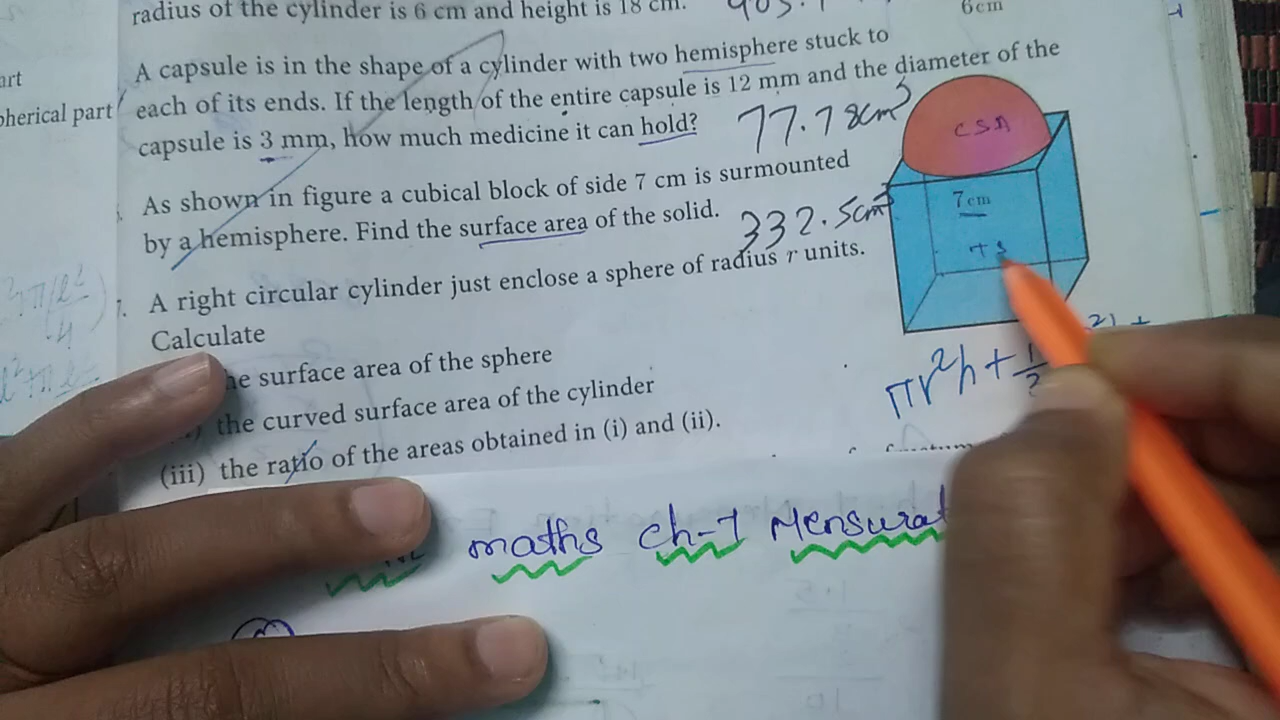 radius of the cylinder is 6 cm and height is 18 cm.
6cm
art
pherical part
A capsule is in the shape of a cylinder with two hemisphere stuck to
each of its ends. If the length of the entire capsule is 12 mm and the diameter of the
capsule is 3 mm, how much medicine it can hold? 77.78cm³
CSA
As shown in figure a cubical block of side 7 cm is surmounted
7cm
by a hemisphere. Find the surface area of the solid. 332.5cm²
A right circular cylinder just enclose a sphere of radius r units.
Calculate
πr²h+½
the surface area of the sphere
the curved surface area of the cylinder
(iii) the ratio of the areas obtained in (i) and (ii).
maths ch-7 Mensurat